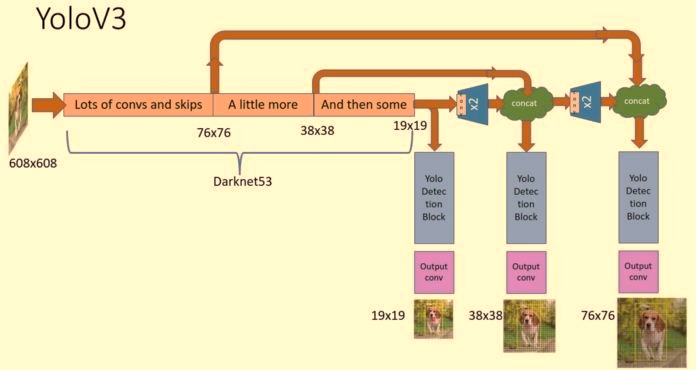 YoloV3
Lots of convs and skips
A little more
And then some
x2
concat
x2
concat
76x76
38x38
19x19
608x608
Darknet53
Yolo
Detec
tion
Block
Yolo
Detec
tion
Block
Yolo
Detec
tion
Block
Output
conv
Output
conv
Output
conv
19x19
38x38
76x76